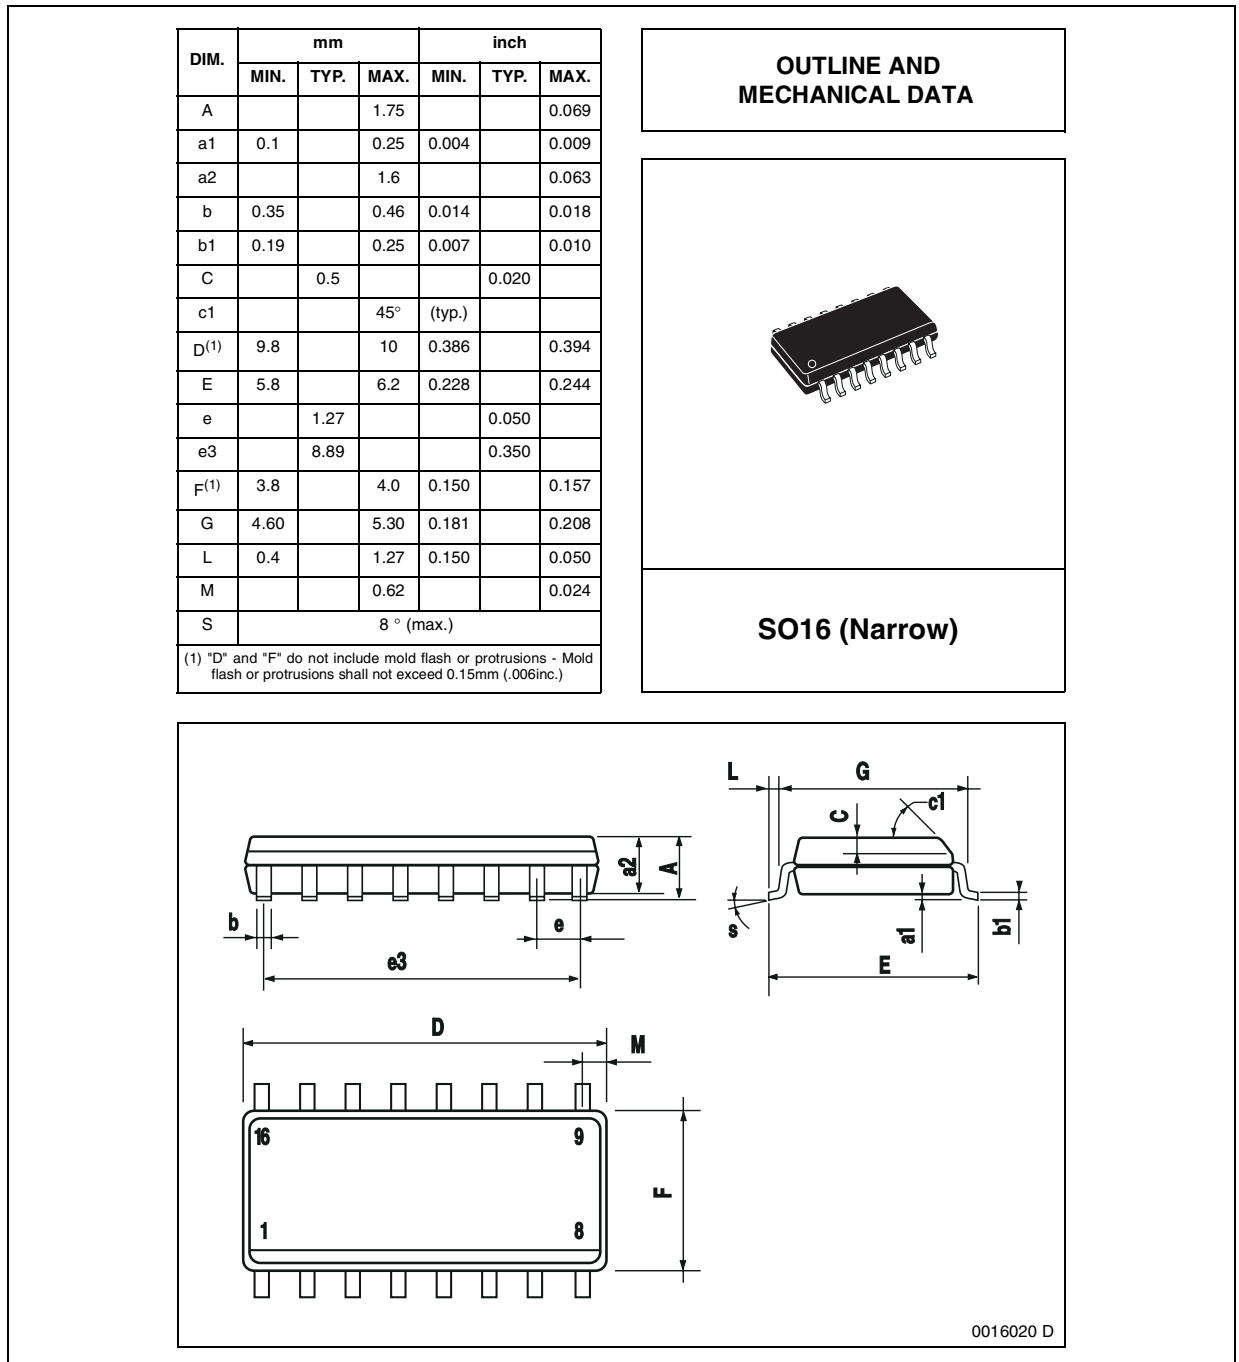 DIM. mm inch
MIN. TYP. MAX. MIN. TYP. MAX.
A 1.75 0.069
a1 0.1 0.25 0.004 0.009
a2 1.6 0.063
b 0.35 0.46 0.014 0.018
b1 0.19 0.25 0.007 0.010
C 0.5 0.020
c1 45° (typ.)
D(1) 9.8 10 0.386 0.394
E 5.8 6.2 0.228 0.244
e 1.27 0.050
e3 8.89 0.350
F(1) 3.8 4.0 0.150 0.157
G 4.60 5.30 0.181 0.208
L 0.4 1.27 0.150 0.050
M 0.62 0.024
S 8 ° (max.)
(1) "D" and "F" do not include mold flash or protrusions - Mold
flash or protrusions shall not exceed 0.15mm (.006inc.)
OUTLINE AND
MECHANICAL DATA
SO16 (Narrow)
L G
c1
C
a2
A
b
e
e3
s
a1
b1
E
D
M
16 9
F
1 8
0016020 D